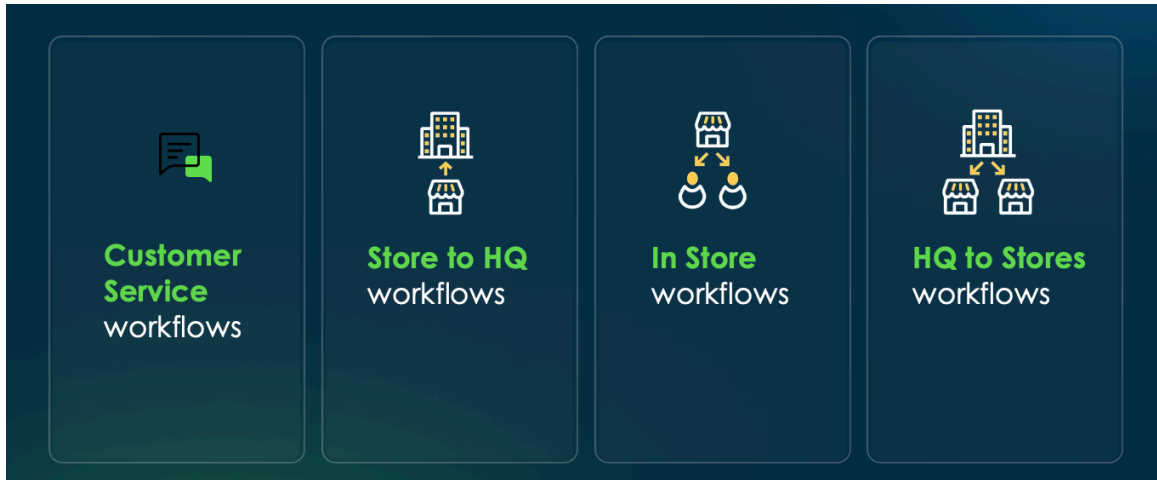 Customer
Service
workflows
Store to HQ
workflows
In Store
workflows
HQ to Stores
workflows